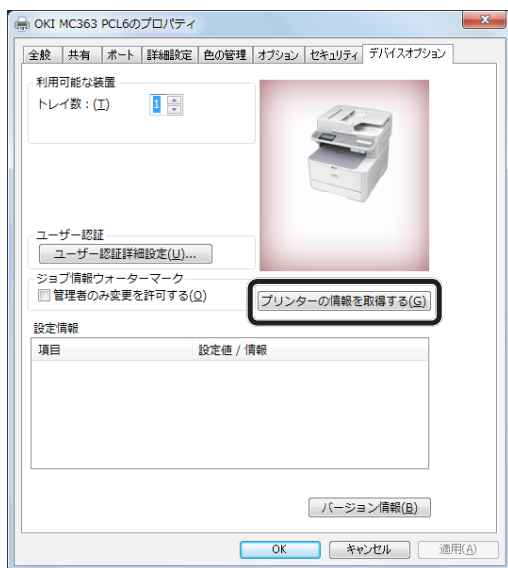 OKI MC363 PCL6のプロパティ
全般 共有 ポート 詳細設定 色の管理 オプション セキュリティ デバイスオプション
利用可能な装置
トレイ数：(T) 1
ユーザー認証
ユーザー認証詳細設定(U)...
ジョブ情報ウォーターマーク
管理者のみ変更を許可する(O)
プリンターの情報を取得する(G)
設定情報
項目 設定値 / 情報
バージョン情報(B)
OK キャンセル 適用(A)